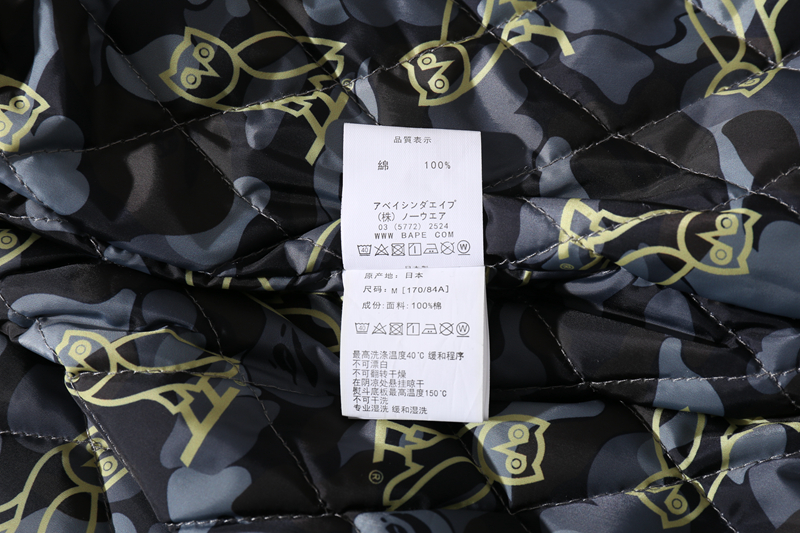 品質表示
綿 100%
アベイシンダエイプ
(株) ノーウエア
03 (5772) 2524
WWW BAPE COM
原产地: 日本
尺码: M [170/84A]
成份: 面料: 100%棉
最高洗涤温度40℃ 缓和程序
不可漂白
不可翻转干燥
在阴凉处悬挂晾干
熨斗底板最高温度150℃
不可干洗
专业湿洗 缓和湿洗
®